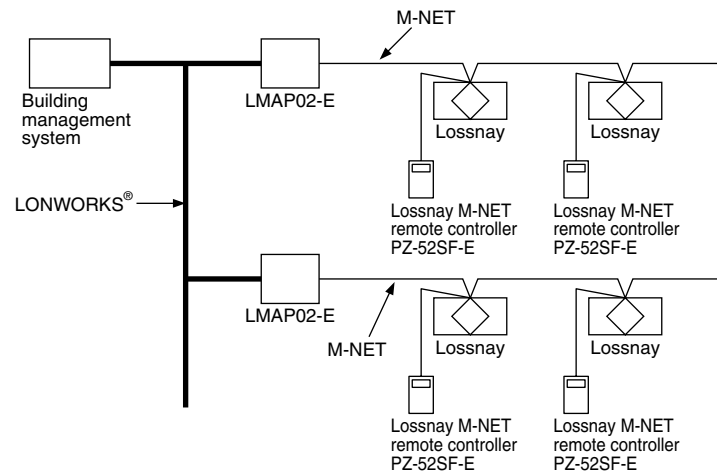 M-NET
Building
management
system
LMAP02-E
Lossnay
Lossnay
LONWORKS®
Lossnay M-NET
remote controller
PZ-52SF-E
Lossnay M-NET
remote controller
PZ-52SF-E
LMAP02-E
M-NET
Lossnay
Lossnay
Lossnay M-NET
remote controller
PZ-52SF-E
Lossnay M-NET
remote controller
PZ-52SF-E